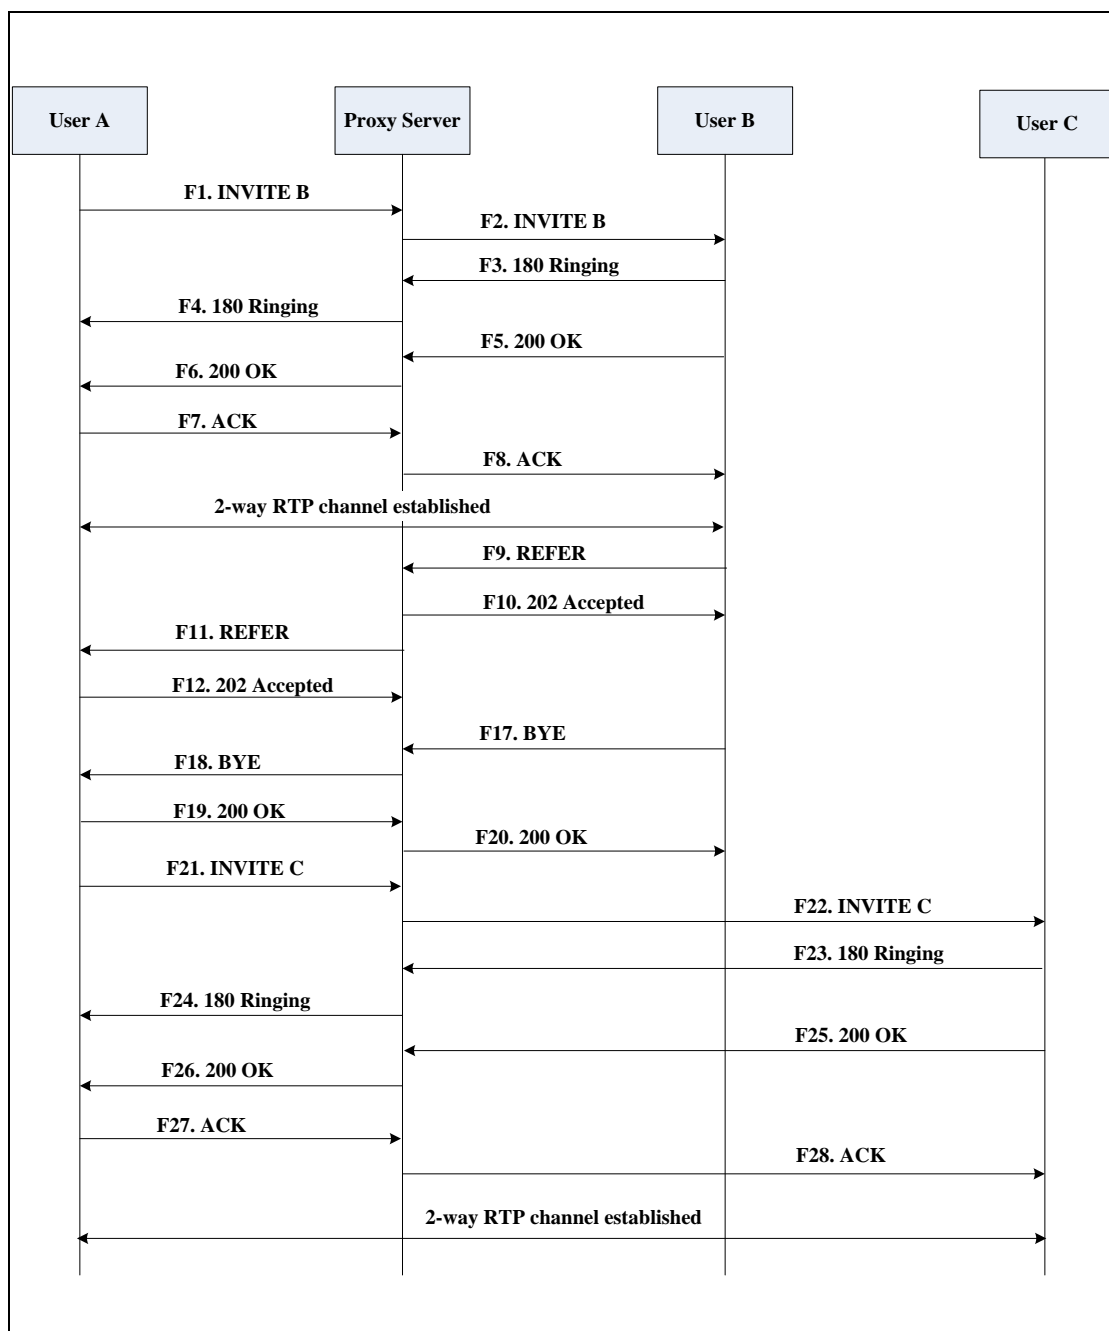 User A
Proxy Server
User B
User C
F1. INVITE B
F2. INVITE B
F3. 180 Ringing
F4. 180 Ringing
F5. 200 OK
F6. 200 OK
F7. ACK
F8. ACK
2-way RTP channel established
F9. REFER
F10. 202 Accepted
F11. REFER
F12. 202 Accepted
F17. BYE
F18. BYE
F19. 200 OK
F20. 200 OK
F21. INVITE C
F22. INVITE C
F23. 180 Ringing
F24. 180 Ringing
F25. 200 OK
F26. 200 OK
F27. ACK
F28. ACK
2-way RTP channel established